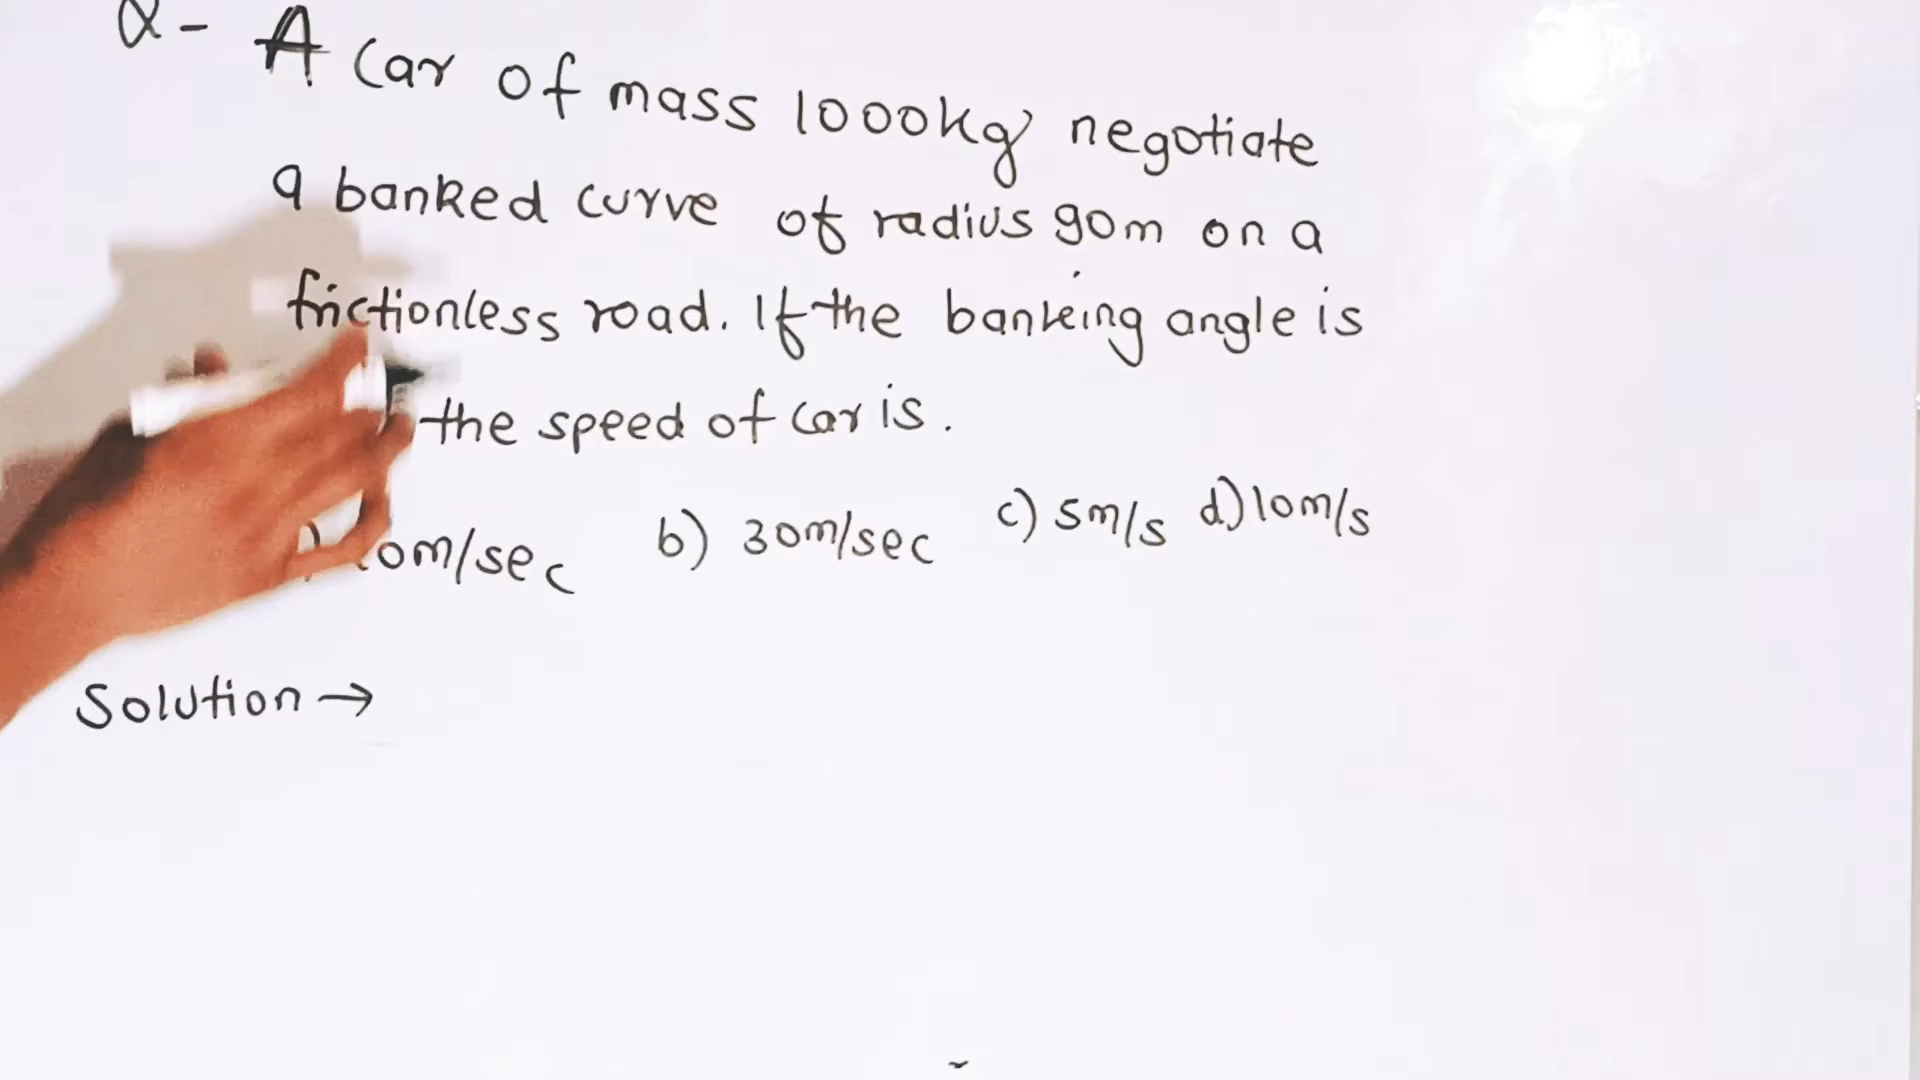 Q- A car of mass 1000kg negotiate
a banked curve of radius 90m on a
frictionless road. If the banking angle is
the speed of car is.
0m/sec b) 30m/sec c) 5m/s d) 10m/s
Solution →